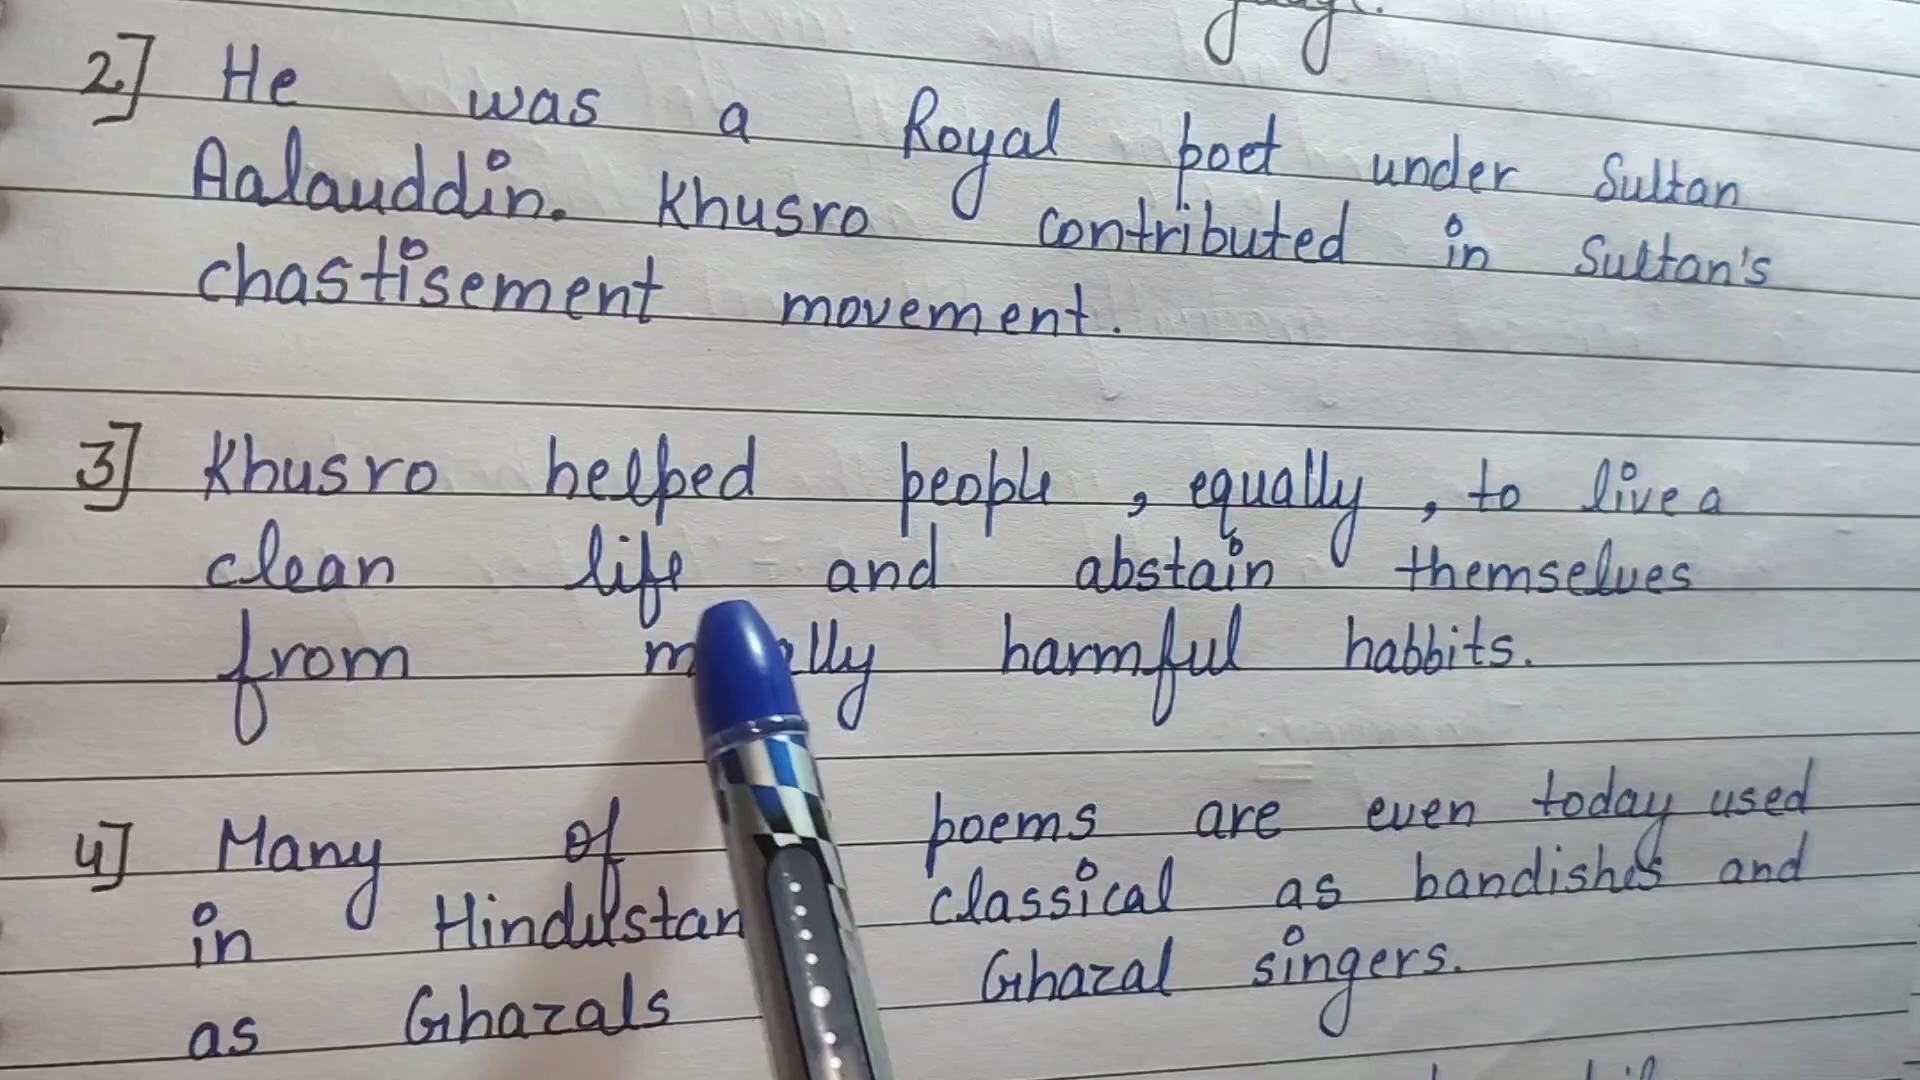 2] He was a Royal poet under Sultan
Aalauddin. Khusro contributed in Sultan's
chastisement movement.
3] Khusro helped people, equally, to live a
clean life and abstain themselves
from harmful habbits.
4] Many of poems are even today used
in classical as bandishes and
as Ghazals Ghazal singers.